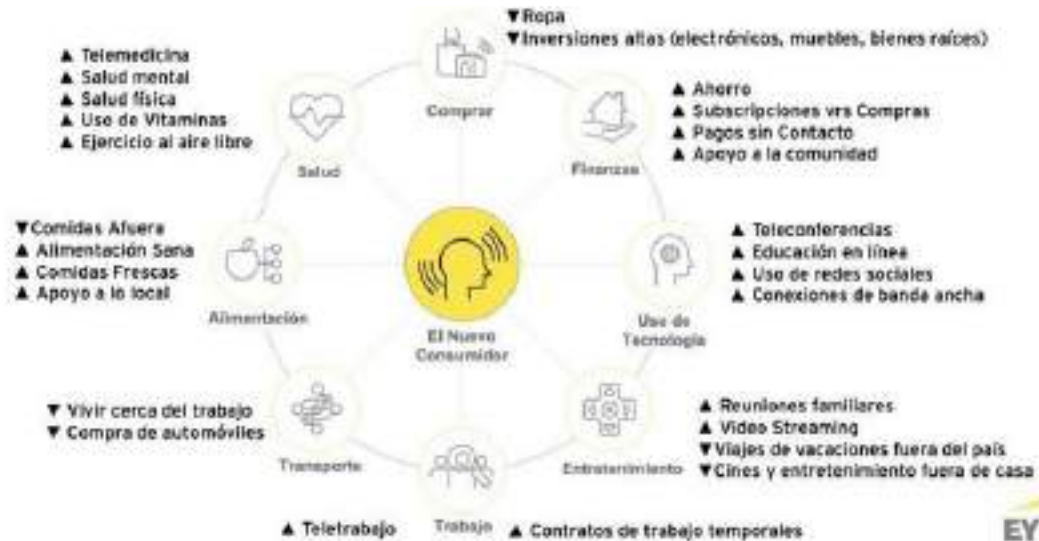 ▼Ropa
▼Inversiones altas (electrónicos, muebles, bienes raíces)
Comprar
▲ Telemedicina
▲ Salud mental
▲ Salud física
▲ Uso de Vitaminas
▲ Ejercicio al aire libre
Salud
▲ Ahorro
▲ Subscripciones vrs Compras
▲ Pagos sin Contacto
▲ Apoyo a la comunidad
Finanzas
▼Comidas Afuera
▲ Alimentación Sana
▲ Comidas Frescas
▲ Apoyo a lo local
Alimentación
El Nuevo
Consumidor
▲ Teleconferencias
▲ Educación en línea
▲ Uso de redes sociales
▲ Conexiones de banda ancha
Uso de
Tecnología
▼ Vivir cerca del trabajo
▼ Compra de automóviles
Transporte
▲ Reuniones familiares
▲ Video Streaming
▼Viajes de vacaciones fuera del país
▼Cines y entretenimiento fuera de casa
Entretenimiento
▲ Teletrabajo
Trabajo
▲ Contratos de trabajo temporales
EY